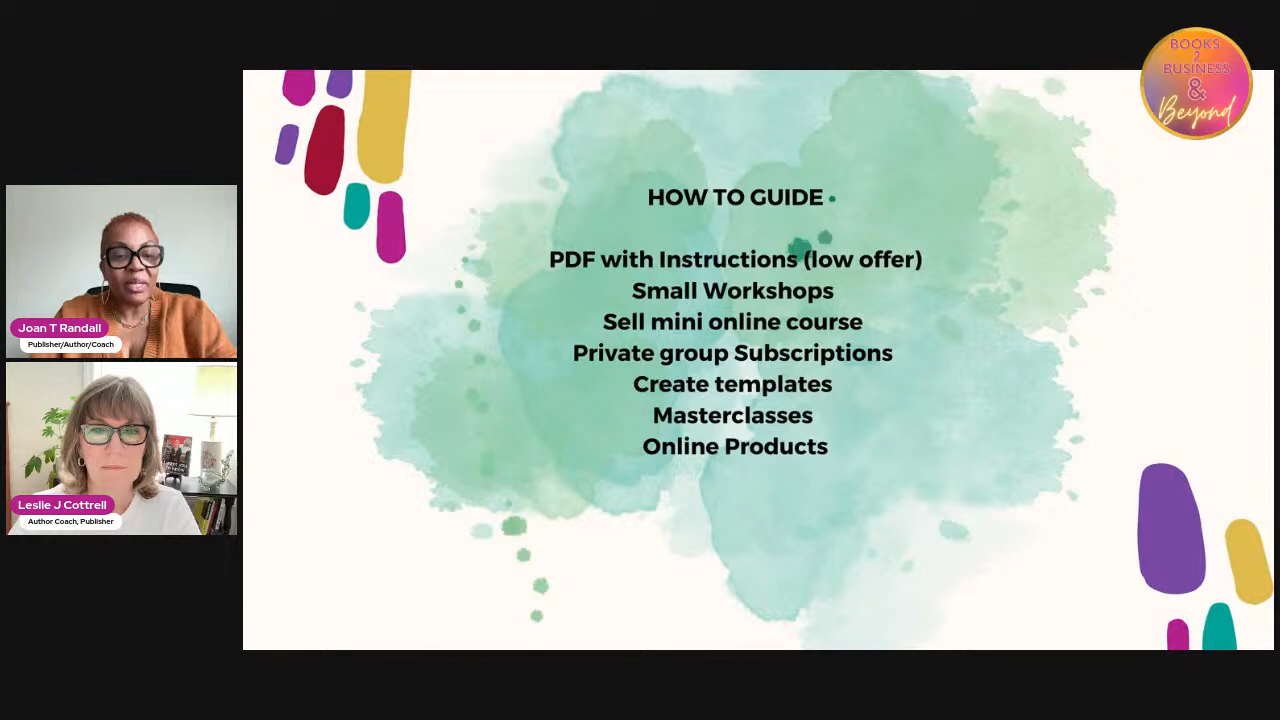 BOOKS
2
BUSINESS
&
Beyond
HOW TO GUIDE
PDF with Instructions (low offer)
Small Workshops
Sell mini online course
Private group Subscriptions
Create templates
Masterclasses
Online Products
Joan T Randall
Publisher/Author/Coach
Leslie J Cottrell
Author Coach, Publisher